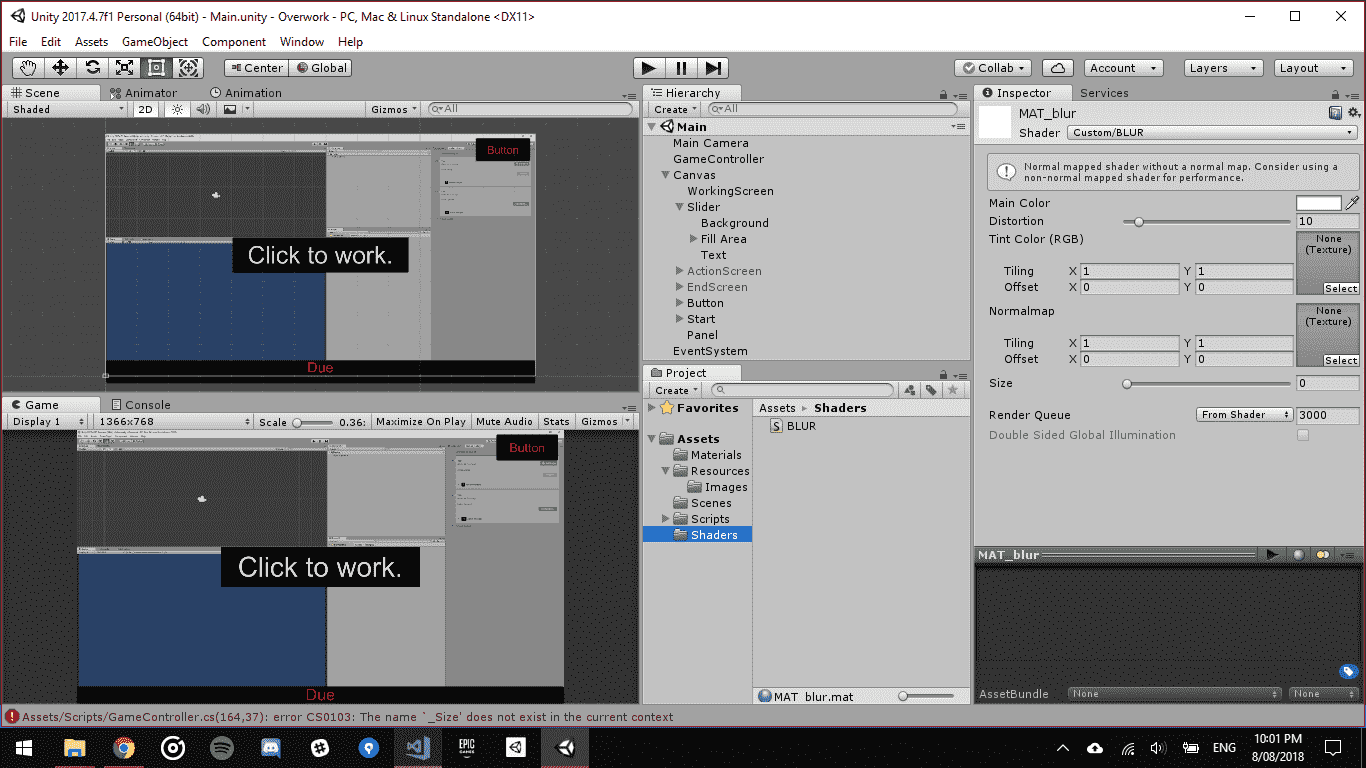 Unity 2017.4.7f1 Personal (64bit) - Main.unity - Overwork - PC, Mac & Linux Standalone <DX11>
File Edit Assets GameObject Component Window Help
Center Global Collab Account Layers Layout
Scene Animator Animation
Shaded 2D Gizmos All
Button
Click to work.
Due
Game Console
Display 1 1366x768 Scale 0.36: Maximize On Play Mute Audio Stats Gizmos
Button
Click to work.
Due
Hierarchy
Create All
Main
Main Camera
GameController
Canvas
WorkingScreen
Slider
Background
Fill Area
Text
ActionScreen
EndScreen
Button
Start
Panel
EventSystem
Project
Create
Favorites
Assets
Materials
Resources
Images
Scenes
Scripts
Shaders
Assets Shaders
BLUR
MAT_blur.mat
Inspector Services
MAT_blur
Shader Custom/BLUR
Normal mapped shader without a normal map. Consider using a
non-normal mapped shader for performance.
Main Color
Distortion 10
Tint Color (RGB) None
(Texture)
Tiling X 1 Y 1
Offset X 0 Y 0 Select
Normalmap None
(Texture)
Tiling X 1 Y 1
Offset X 0 Y 0 Select
Size 0
Render Queue From Shader 3000
Double Sided Global Illumination
MAT_blur
AssetBundle None None
Assets/Scripts/GameController.cs(164,37): error CS0103: The name `_Size' does not exist in the current context
EPIC
GAMES
ENG
10:01 PM
8/08/2018